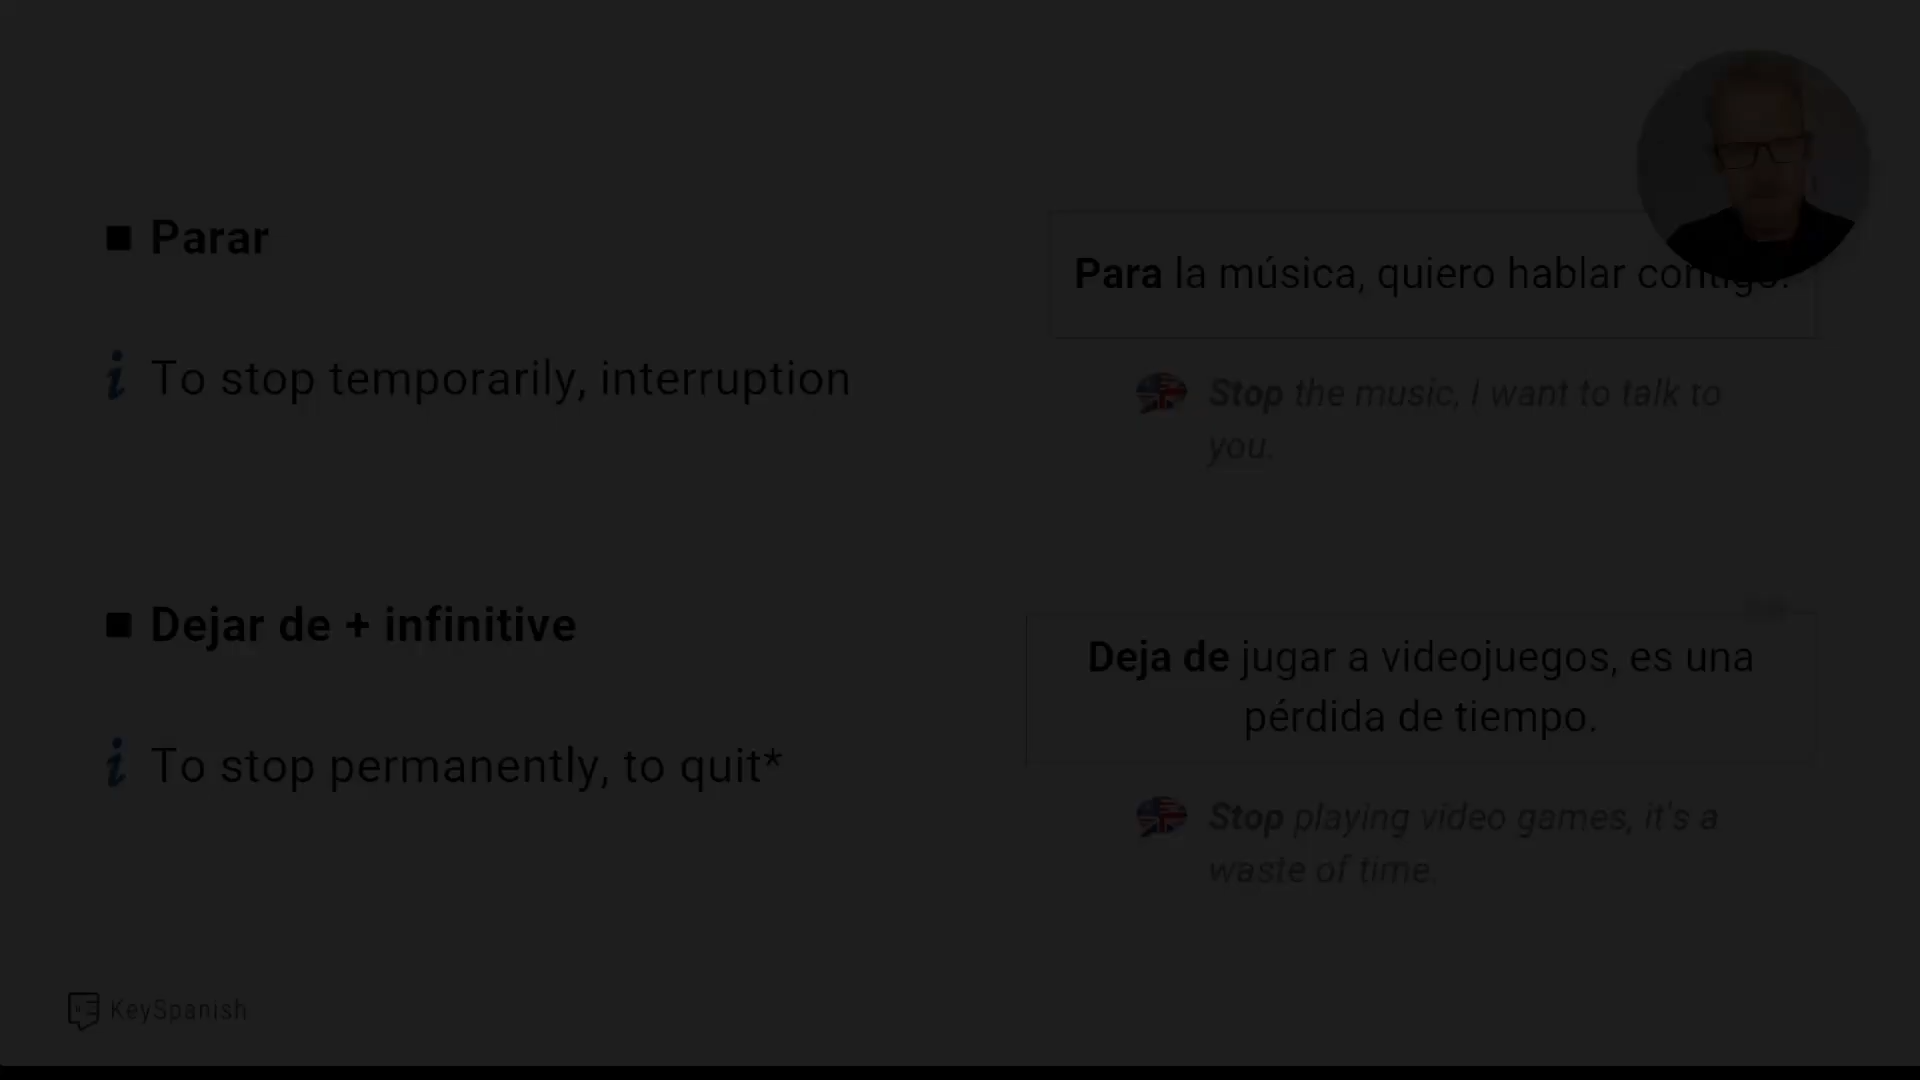 Parar
To stop temporarily, interruption
Para la música, quiero hablar contigo.
Stop the music, I want to talk to
you.
Dejar de + infinitive
To stop permanently, to quit*
Deja de jugar a videojuegos, es una
pérdida de tiempo.
Stop playing video games, it's a
waste of time.
KeySpanish